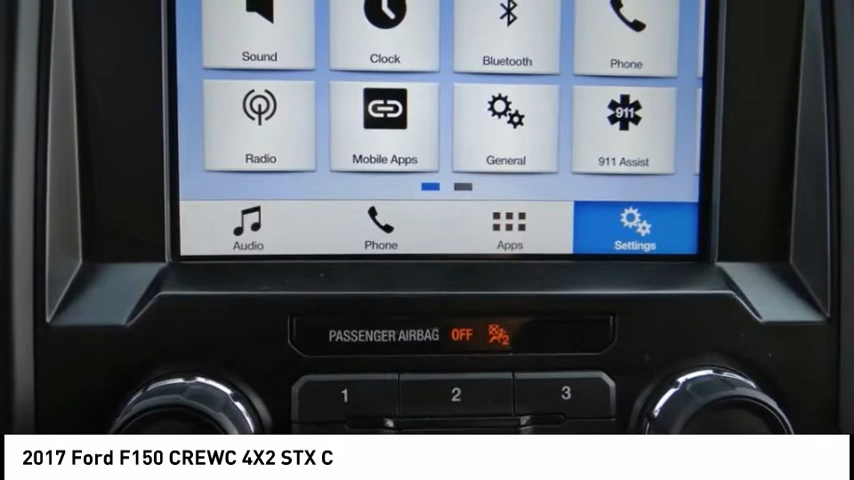 Sound Clock Bluetooth Phone
Radio Mobile Apps General 911 911 Assist
Audio Phone Apps Settings
PASSENGER AIRBAG OFF 2
1 2 3
2017 Ford F150 CREWC 4X2 STX C